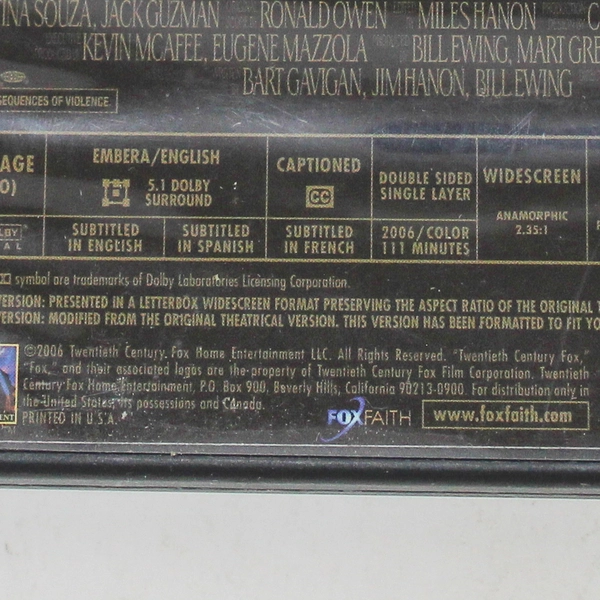 INA SOUZA, JACK GUZMAN RONALD OWEN MILES HANON C
KEVIN MCAFEE, EUGENE MAZZOLA BILL EWING, MART GRE
BART GAVIGAN, JIM HANON, BILL EWING
SEQUENCES OF VIOLENCE.
AGE
O)
EMBERA/ENGLISH
5.1 DOLBY
SURROUND
CAPTIONED
CC
DOUBLE SIDED
SINGLE LAYER
WIDESCREEN
ANAMORPHIC
2.35:1
SUBTITLED
IN ENGLISH
SUBTITLED
IN SPANISH
SUBTITLED
IN FRENCH
2006/COLOR
111 MINUTES
symbol are trademarks of Dolby Laboratories Licensing Corporation.
VERSION: PRESENTED IN A LETTERBOX WIDESCREEN FORMAT PRESERVING THE ASPECT RATIO OF THE ORIGINAL T
VERSION: MODIFIED FROM THE ORIGINAL THEATRICAL VERSION. THIS VERSION HAS BEEN FORMATTED TO FIT YO
©2006 Twentieth Century Fox Home Entertainment LLC. All Rights Reserved. "Twentieth Century Fox,"
"Fox," and their associated logos are the property of Twentieth Century Fox Film Corporation. Twentieth
Century Fox Home Entertainment, P.O. Box 900, Beverly Hills, California 90213-0900. For distribution only in
the United States, its possessions and Canada.
PRINTED IN U.S.A.
FOXFAITH
www.foxfaith.com